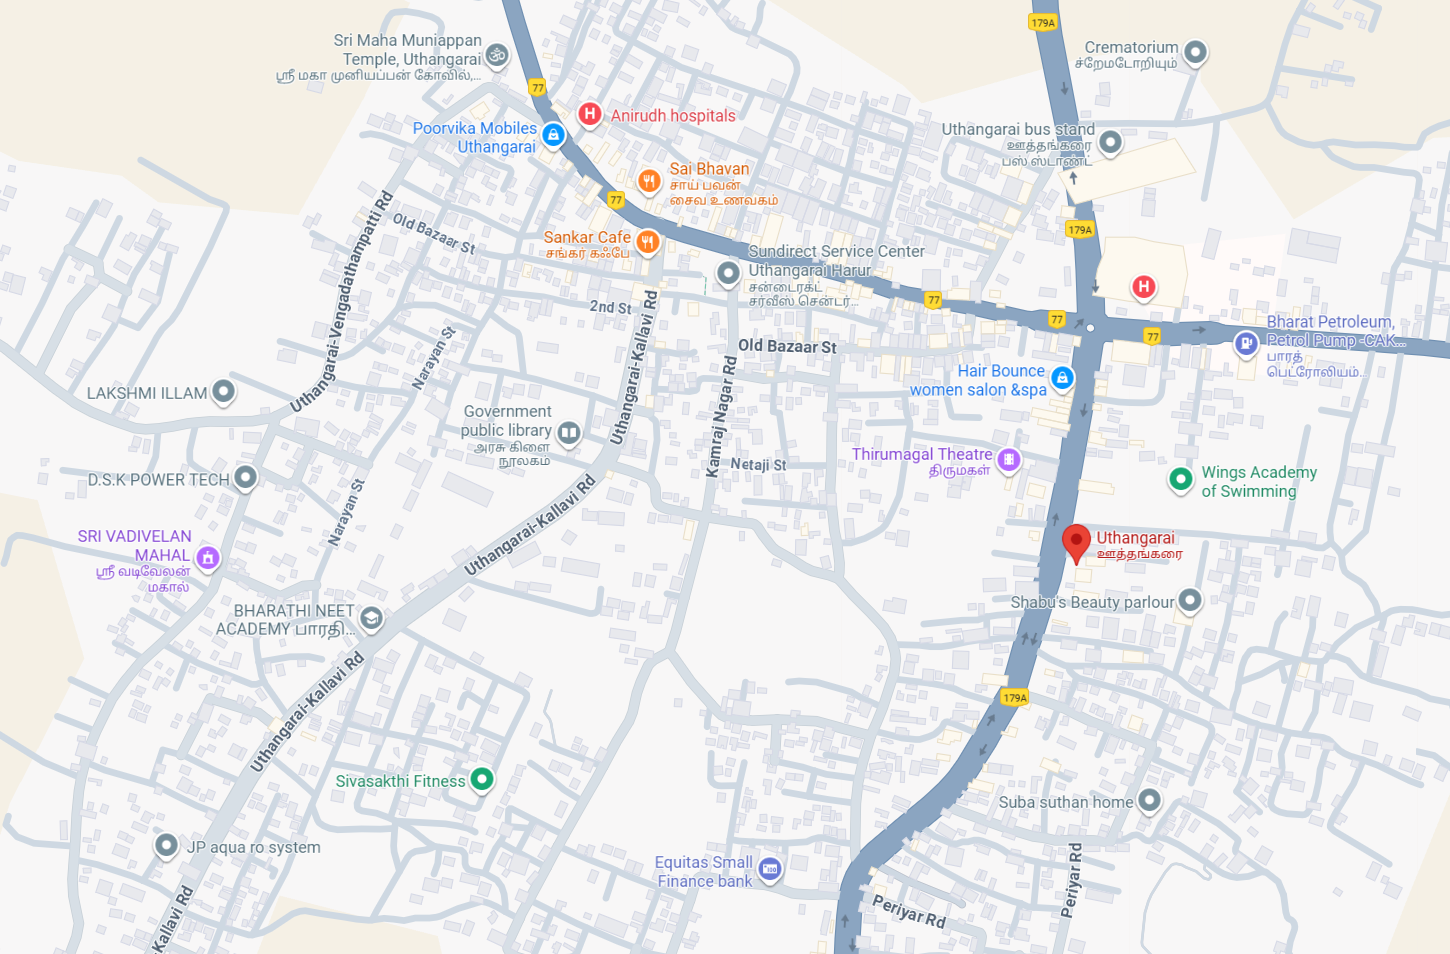 179A
Sri Maha Muniappan
Temple, Uthangarai
ஸ்ரீ மகா முனியப்பன் கோவில்,...
Crematorium
ச்ரேமடோறியும்
77
Anirudh hospitals
Poorvika Mobiles
Uthangarai
Uthangarai bus stand
ஊத்தங்கரை
பஸ் ஸ்டாண்ட்
Sai Bhavan
சாய் பவன்
சைவ உணவகம்
77
Old Bazaar St
179A
Sankar Cafe
சங்கர் கஃபே
Sundirect Service Center
Uthangarai Harur
சன்டைரக்ட்
சர்வீஸ் சென்டர்...
Uthangarai-Vengadathampatti Rd
2nd St
77
77
77
Bharat Petroleum,
Petrol Pump -CAK...
பாரத்
பெட்ரோலியம்...
Old Bazaar St
Narayan St
Uthangarai-Kallavi Rd
Kamraj Nagar Rd
Hair Bounce
women salon &spa
LAKSHMI ILLAM
Government
public library
அரசு கிளை
நூலகம்
Netaji St
Thirumagal Theatre
திருமகள்
Wings Academy
of Swimming
D.S.K POWER TECH
Narayan St
Uthangarai-Kallavi Rd
SRI VADIVELAN
MAHAL
ஸ்ரீ வடிவேலன்
மகால்
Uthangarai
ஊத்தங்கரை
BHARATHI NEET
ACADEMY பாரதி...
Shabu's Beauty parlour
Uthangarai-Kallavi Rd
179A
Sivasakthi Fitness
Suba suthan home
JP aqua ro system
Equitas Small
Finance bank
Periyar Rd
Periyar Rd
Kallavi Rd